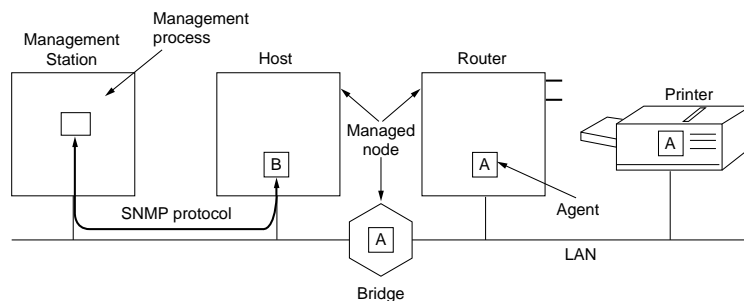 Management
process
Management
Station
Host
Router
Printer
Managed
node
B
A
A
Agent
SNMP protocol
A
LAN
Bridge